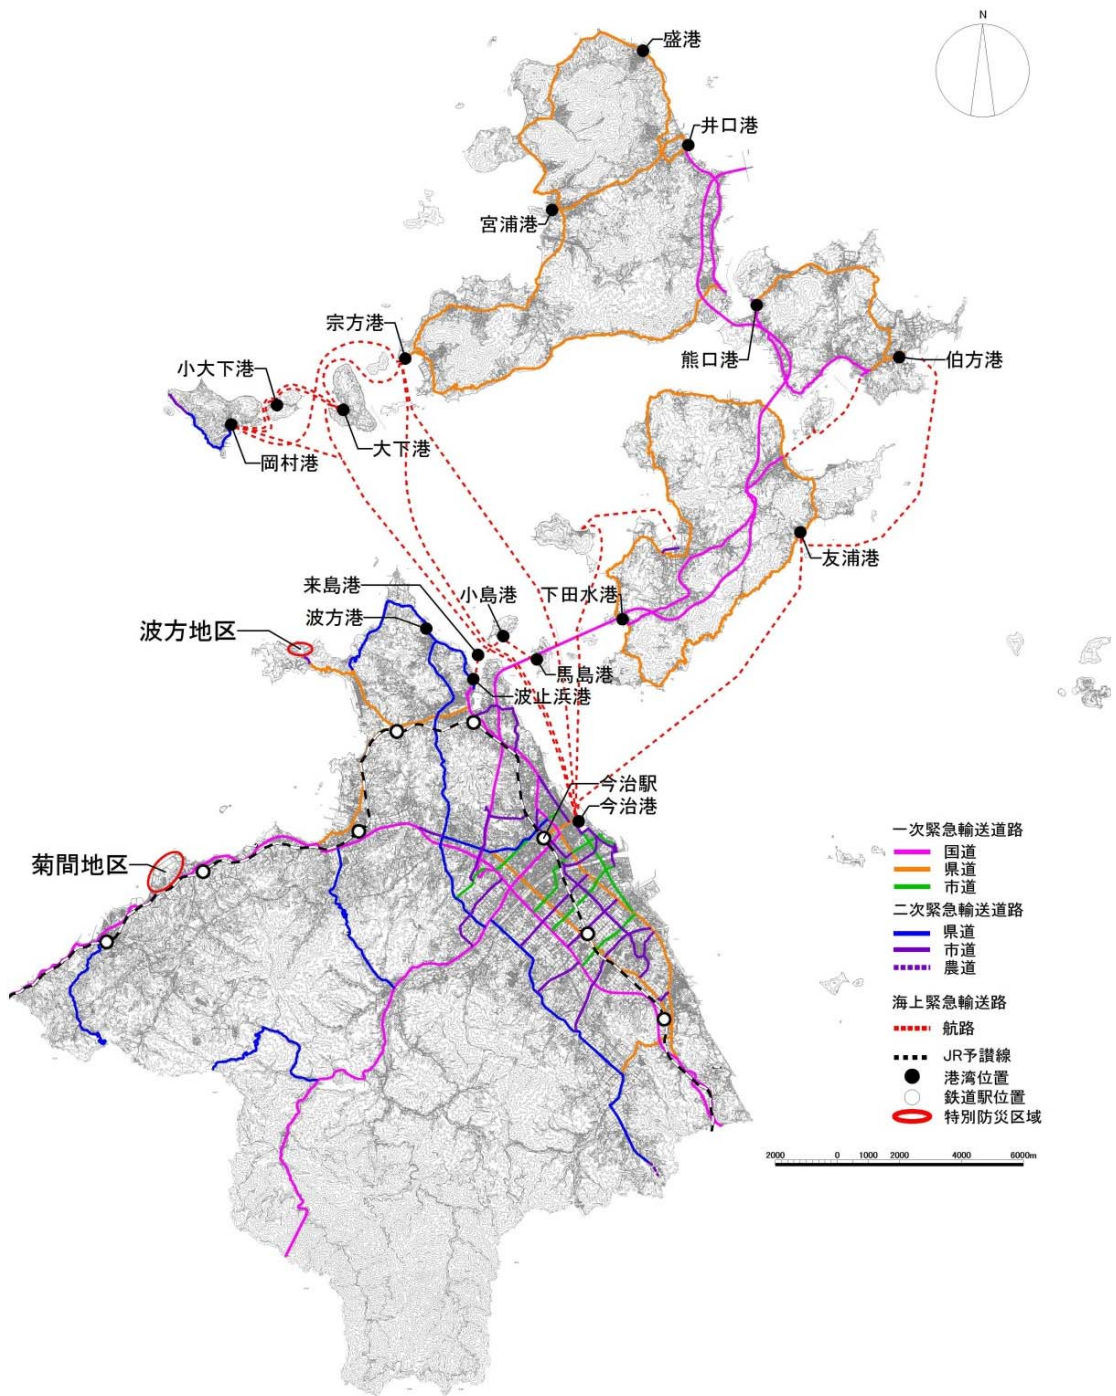 N
盛港
井口港
宮浦港
宗方港
熊口港
伯方港
小大下港
大下港
岡村港
友浦港
来島港
小島港
下田水港
波方港
波方地区
馬島港
波止浜港
今治駅
今治港
菊間地区
一次緊急輸送道路
国道
県道
市道
二次緊急輸送道路
県道
市道
農道
海上緊急輸送路
航路
JR予讃線
港湾位置
鉄道駅位置
特別防災区域
2000 0 1000 2000 4000 6000m